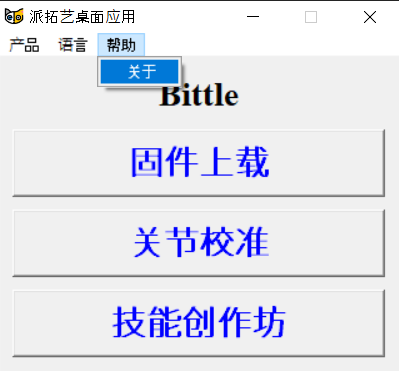 派拓艺桌面应用
产品 语言 帮助
关于
Bittle
固件上载
关节校准
技能创作坊